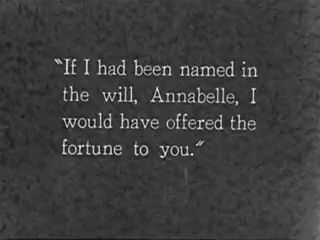 "If I had been named in
the will, Annabelle, I
would have offered the
fortune to you."